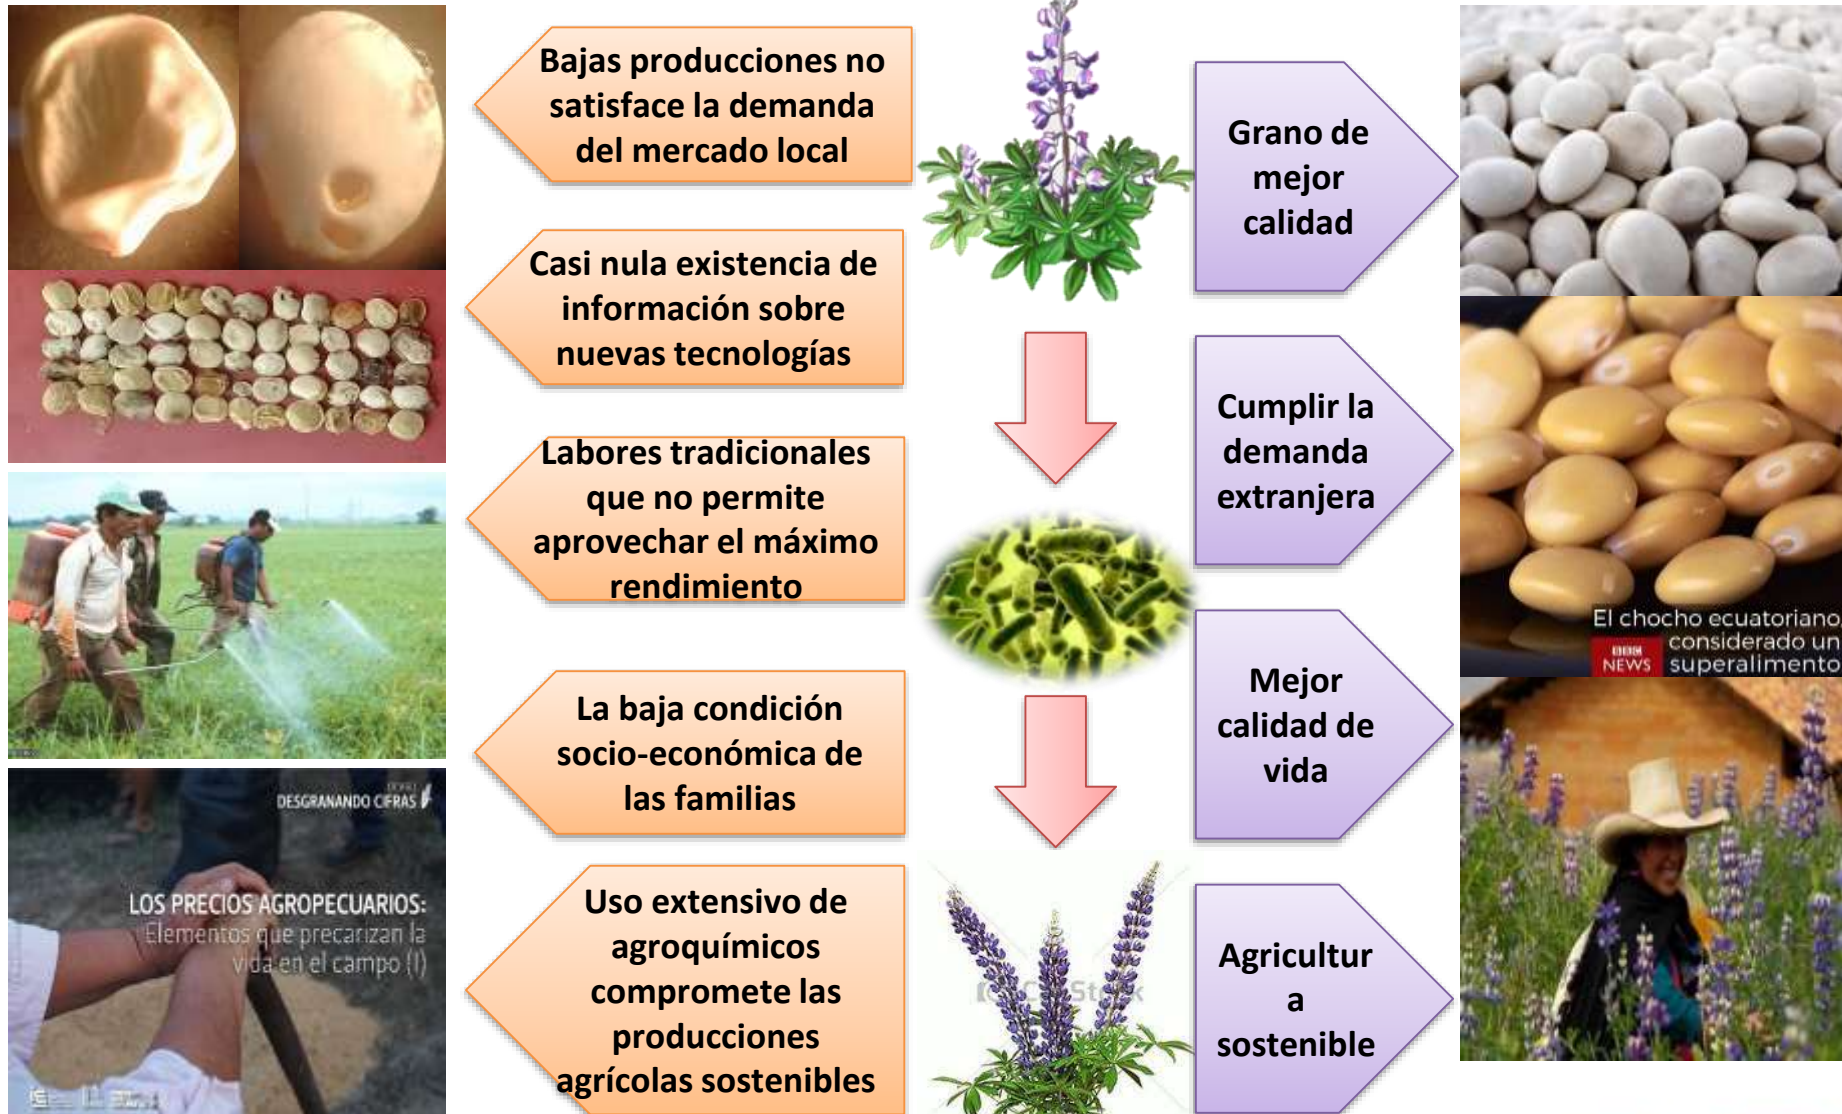 Bajas producciones no
satisface la demanda
del mercado local
Casi nula existencia de
información sobre
nuevas tecnologías
Labores tradicionales
que no permite
aprovechar el máximo
rendimiento
La baja condición
socio-económica de
las familias
Uso extensivo de
agroquímicos
compromete las
producciones
agrícolas sostenibles
DESGRANANDO CIFRAS
LOS PRECIOS AGROPECUARIOS:
Elementos que precarizan la
vida en el campo (I)
Grano de
mejor
calidad
Cumplir la
demanda
extranjera
Mejor
calidad de
vida
Agricultur
a
sostenible
El chocho ecuatoriano,
considerado un
superalimento
BBC
NEWS